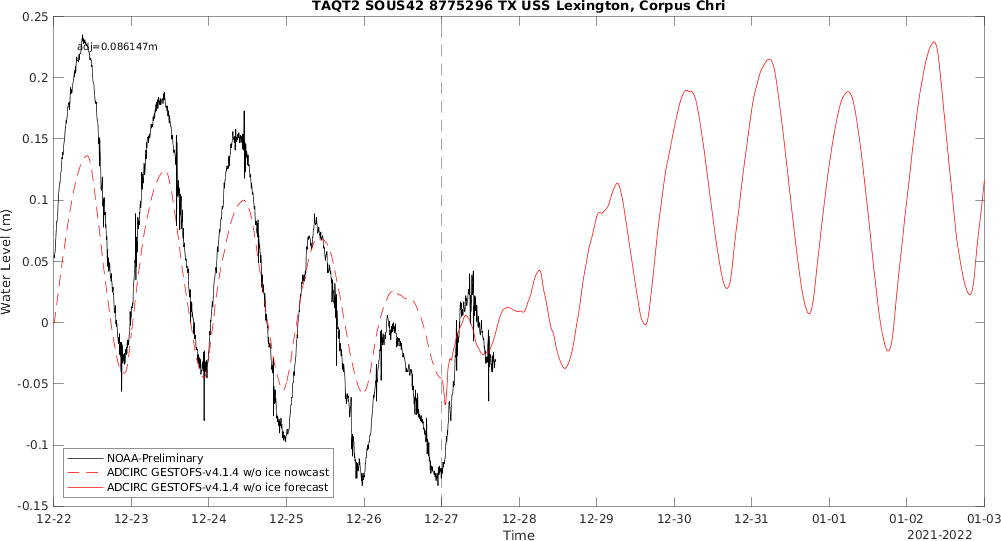 TAQT2 SOUS42 8775296 TX USS Lexington, Corpus Chri
adj=0.086147m
Water Level (m)
0.25
0.2
0.15
0.1
0.05
0
-0.05
-0.1
-0.15
NOAA-Preliminary
ADCIRC GESTOFS-v4.1.4 w/o ice nowcast
ADCIRC GESTOFS-v4.1.4 w/o ice forecast
12-22 12-23 12-24 12-25 12-26 12-27 12-28 12-29 12-30 12-31 01-01 01-02 01-03
Time
2021-2022